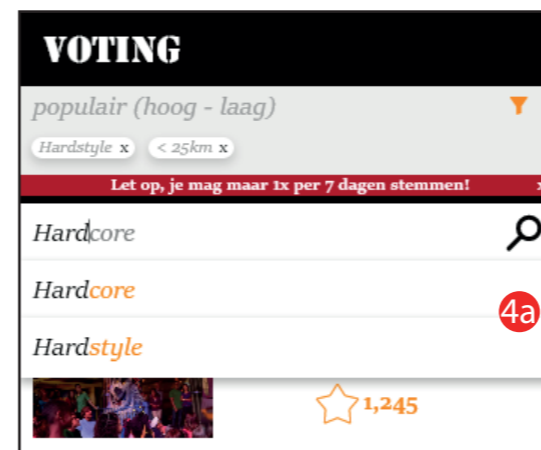 VOTING
populair (hoog - laag)
Hardstyle x < 25km x
Let op, je mag maar 1x per 7 dagen stemmen! x
Hardcore
Hardcore
4a
Hardstyle
1,245